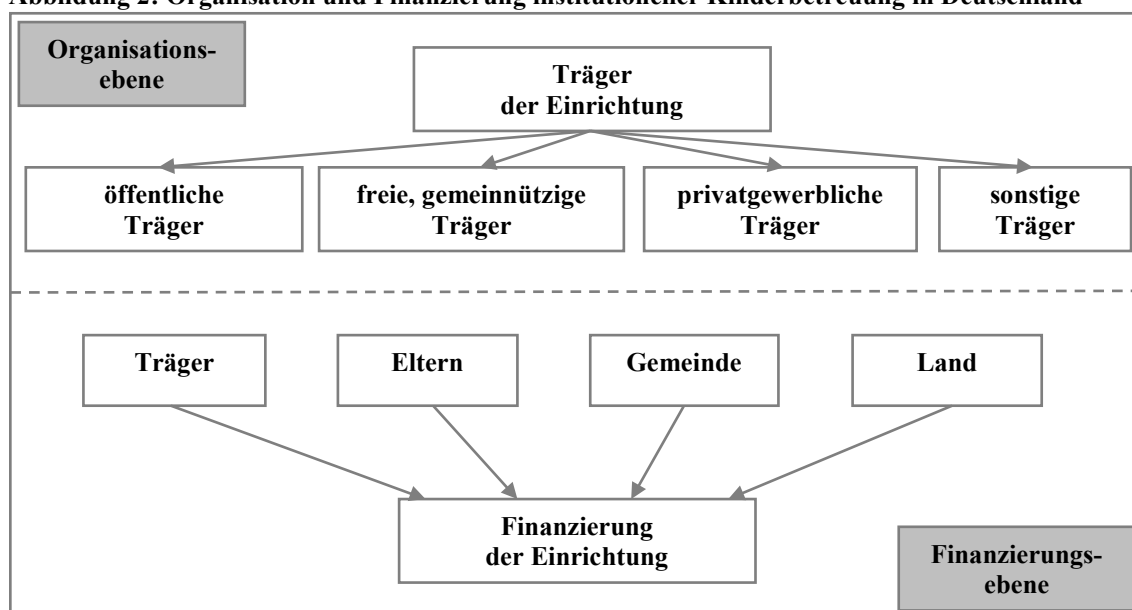 Abbildung 2: Organisation und Finanzierung institutioneller Kinderbetreuung in Deutschland
Organisations-
ebene
Träger
der Einrichtung
öffentliche
Träger
freie, gemeinnützige
Träger
privatgewerbliche
Träger
sonstige
Träger
Träger
Eltern
Gemeinde
Land
Finanzierung
der Einrichtung
Finanzierungs-
ebene